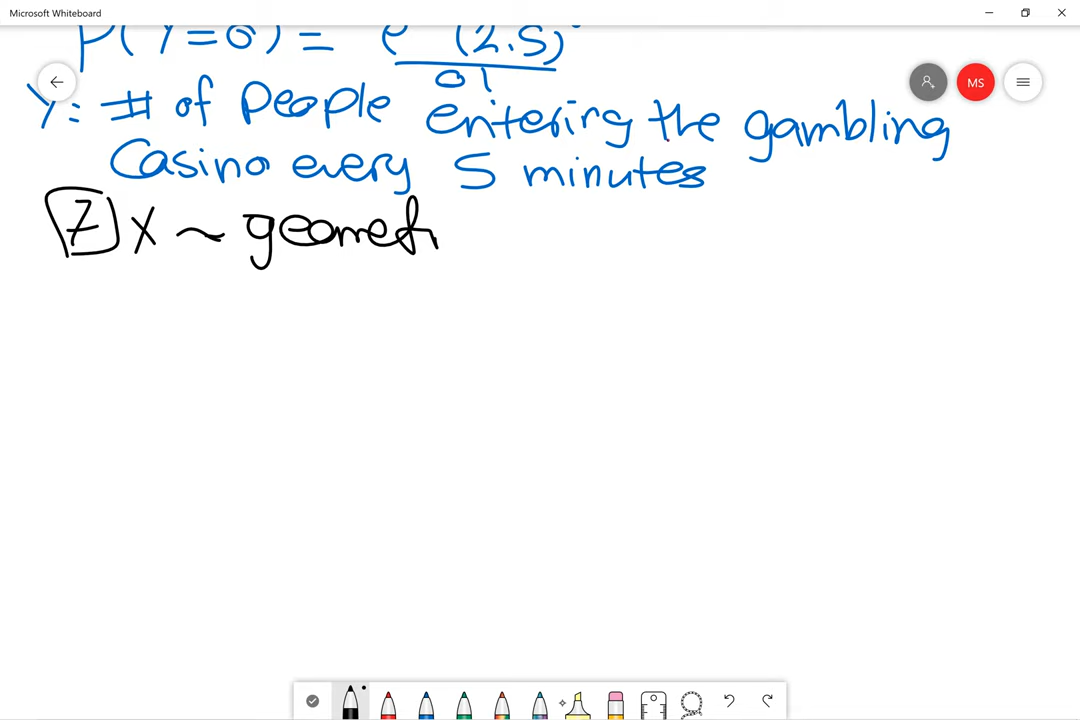 Microsoft Whiteboard
P(Y=0) = e (2.5)
0!
Y: # of people entering the gambling
Casino every 5 minutes
7 X ~ geomet
MS